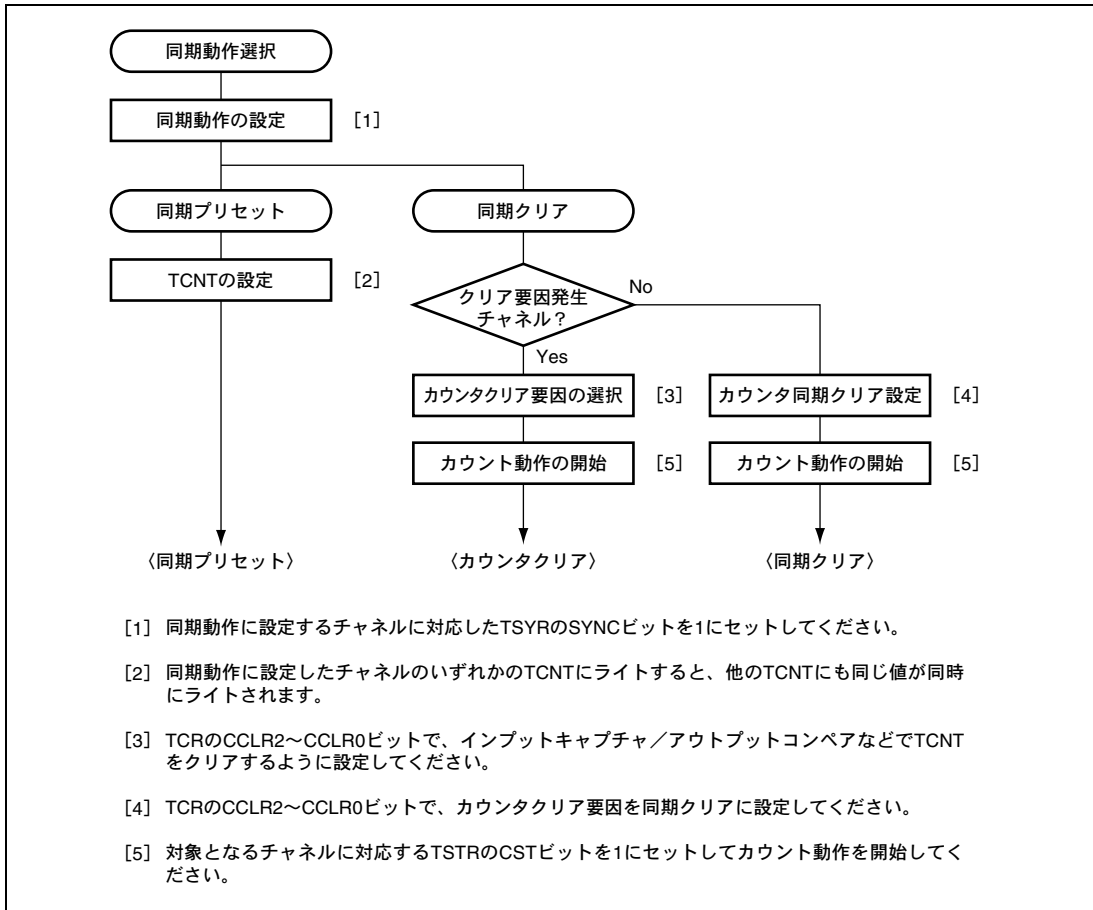 同期動作選択
同期動作の設定 [1]
同期プリセット
同期クリア
TCNTの設定 [2]
クリア要因発生
チャネル？
No
Yes
カウンタクリア要因の選択 [3]
カウンタ同期クリア設定 [4]
カウント動作の開始 [5]
カウント動作の開始 [5]
〈同期プリセット〉
〈カウンタクリア〉
〈同期クリア〉
[1] 同期動作に設定するチャネルに対応したTSYRのSYNCビットを1にセットしてください。
[2] 同期動作に設定したチャネルのいずれかのTCNTにライトすると、他のTCNTにも同じ値が同時
にライトされます。
[3] TCRのCCLR2～CCLR0ビットで、インプットキャプチャ／アウトプットコンペアなどでTCNT
をクリアするように設定してください。
[4] TCRのCCLR2～CCLR0ビットで、カウンタクリア要因を同期クリアに設定してください。
[5] 対象となるチャネルに対応するTSTRのCSTビットを1にセットしてカウント動作を開始してく
ださい。